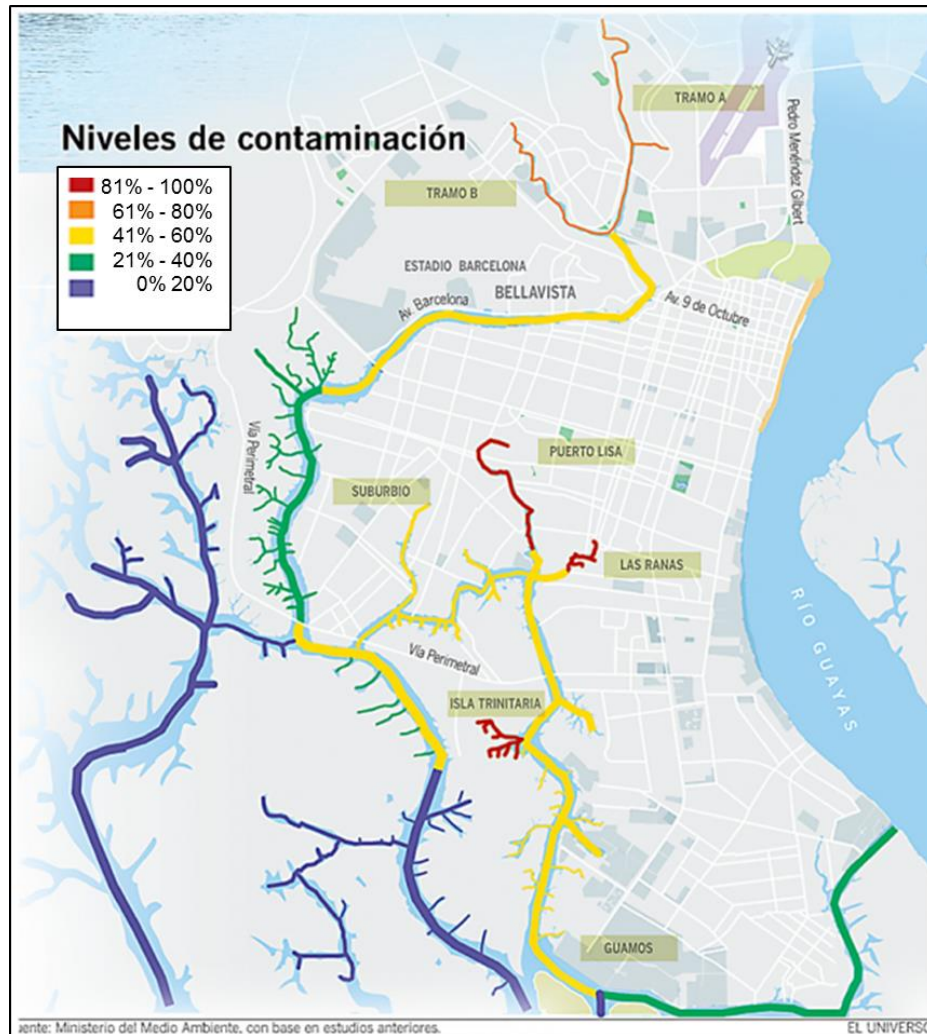 TRAMO A
Pedro Menéndez Gilbert
Niveles de contaminación
81% - 100%
61% - 80%
41% - 60%
21% - 40%
0% 20%
TRAMO B
ESTADIO BARCELONA
BELLAVISTA
Av. Barcelona
Av. 9 de Octubre
Vía Perimetral
PUERTO LISA
SUBURBIO
LAS RANAS
RÍO GUAYAS
Vía Perimetral
ISLA TRINITARIA
GUAMOS
uente: Ministerio del Medio Ambiente, con base en estudios anteriores.
EL UNIVERSO